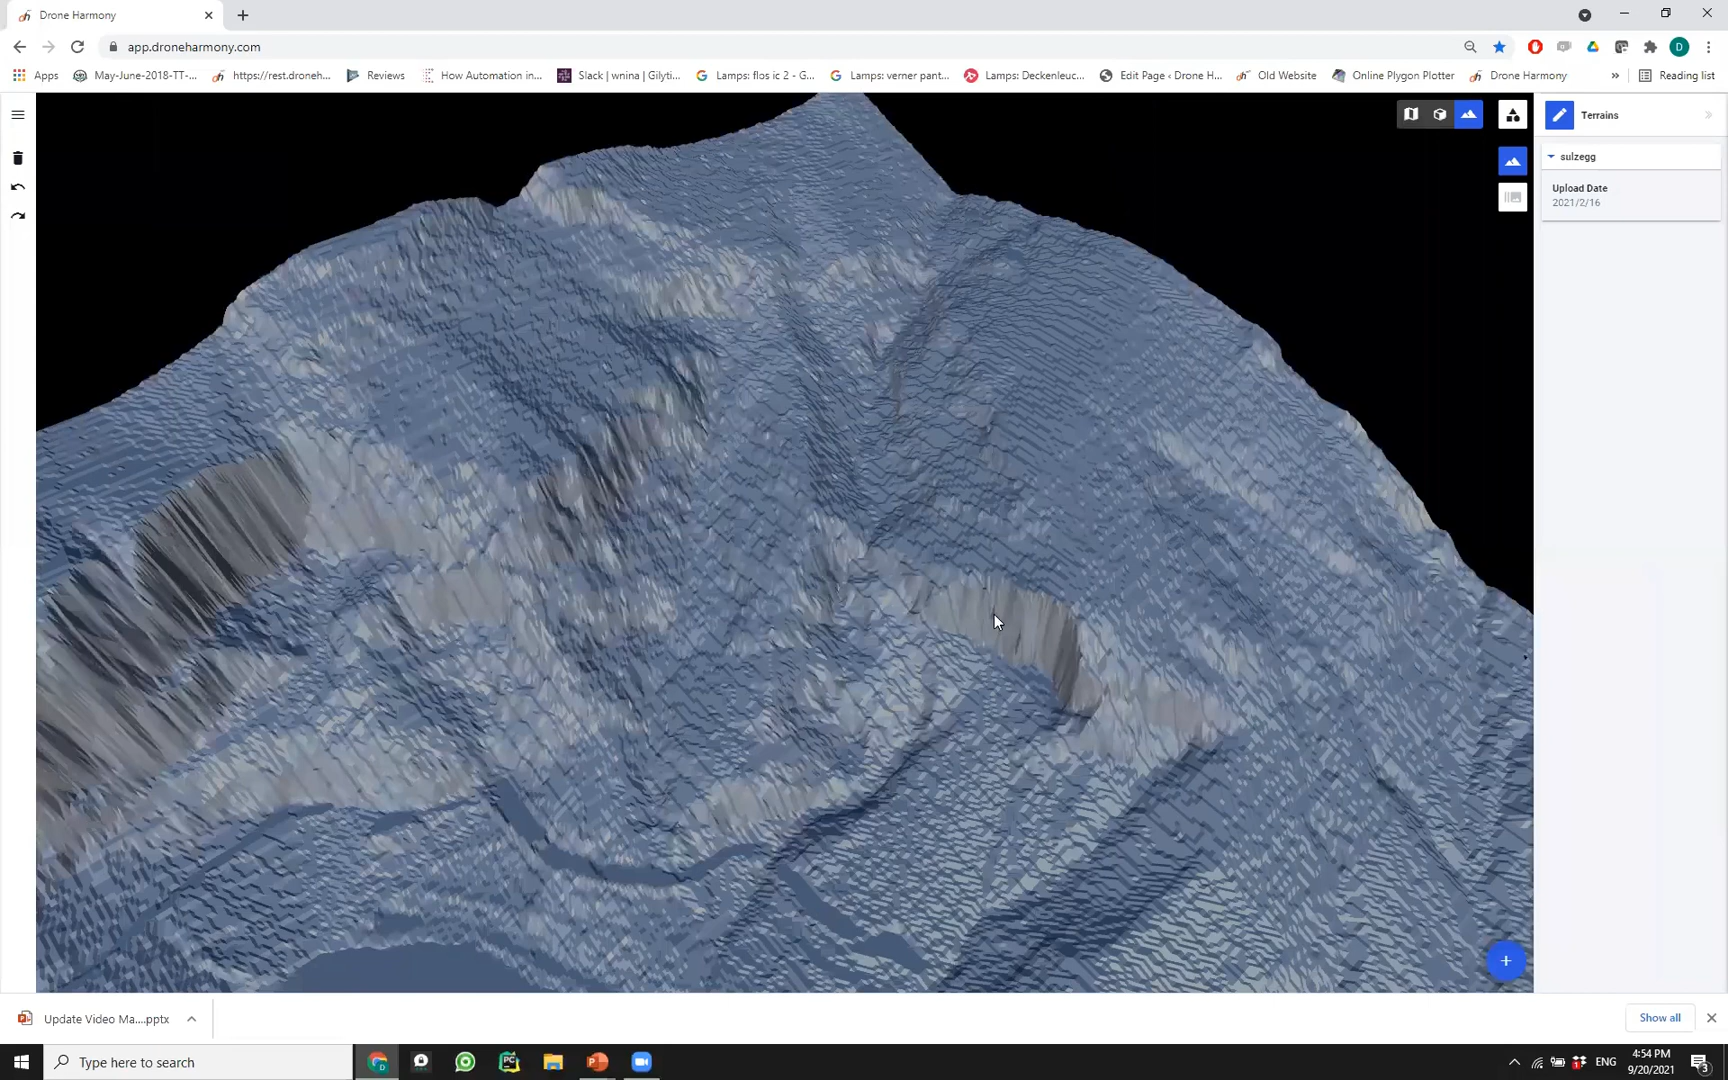 Drone Harmony
app.droneharmony.com
D
Apps
May-June-2018-TT-...
https://rest.droneh...
Reviews
How Automation in...
Slack | wnina | Gilyti...
Lamps: flos ic 2 - G...
Lamps: verner pant...
Lamps: Deckenleuc...
Edit Page ‹ Drone H...
Old Website
Online Plygon Plotter
Drone Harmony
»
Reading list
Terrains
sulzegg
Upload Date
2021/2/16
Update Video Ma....pptx
Show all
Type here to search
ENG
4:54 PM
9/20/2021
3